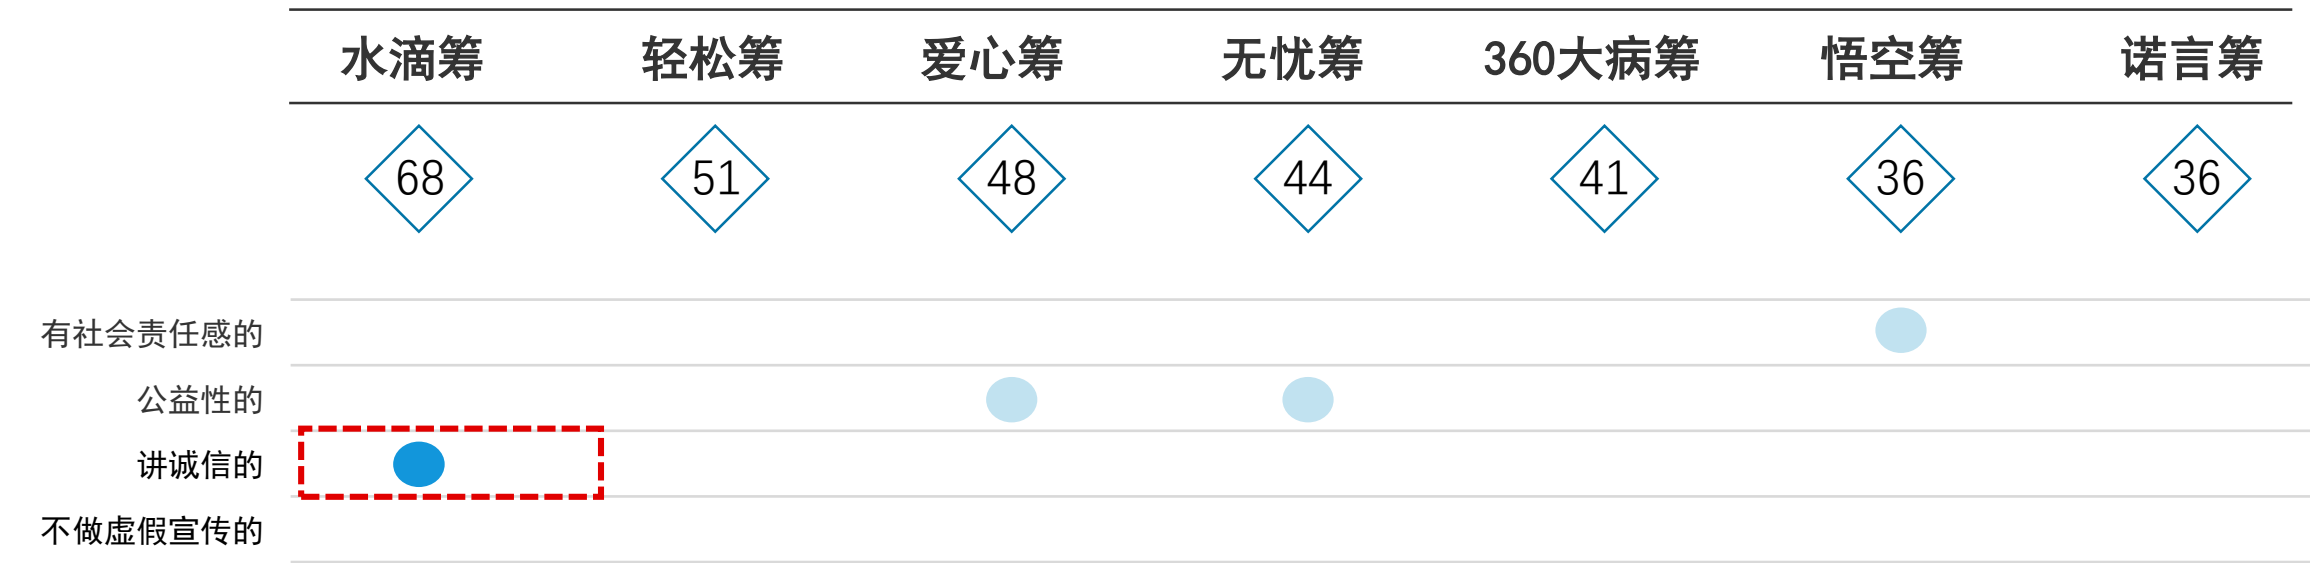 水滴筹 轻松筹 爱心筹 无忧筹 360大病筹 悟空筹 诺言筹
68 51 48 44 41 36 36
有社会责任感的
公益性的
讲诚信的
不做虚假宣传的